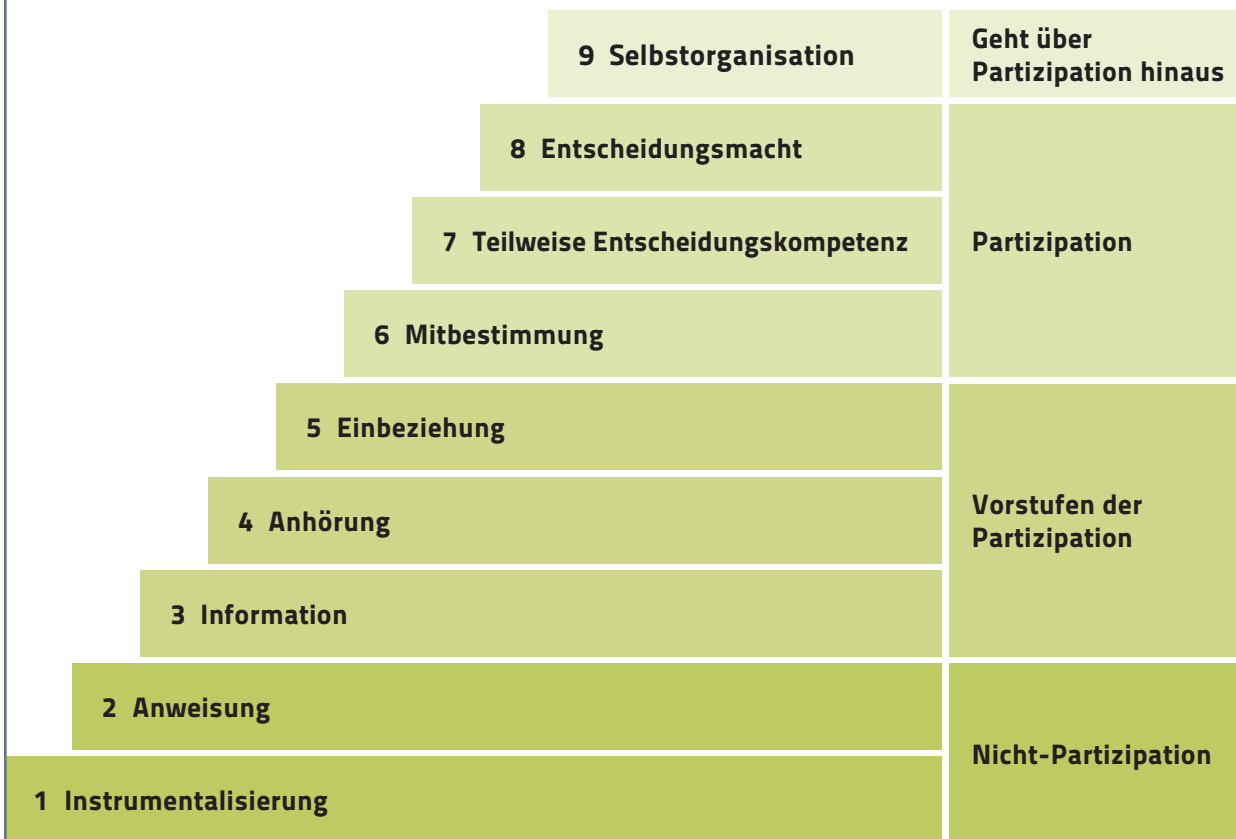 9 Selbstorganisation
Geht über
Partizipation hinaus
8 Entscheidungsmacht
7 Teilweise Entscheidungskompetenz
Partizipation
6 Mitbestimmung
5 Einbeziehung
4 Anhörung
Vorstufen der
Partizipation
3 Information
2 Anweisung
Nicht-Partizipation
1 Instrumentalisierung